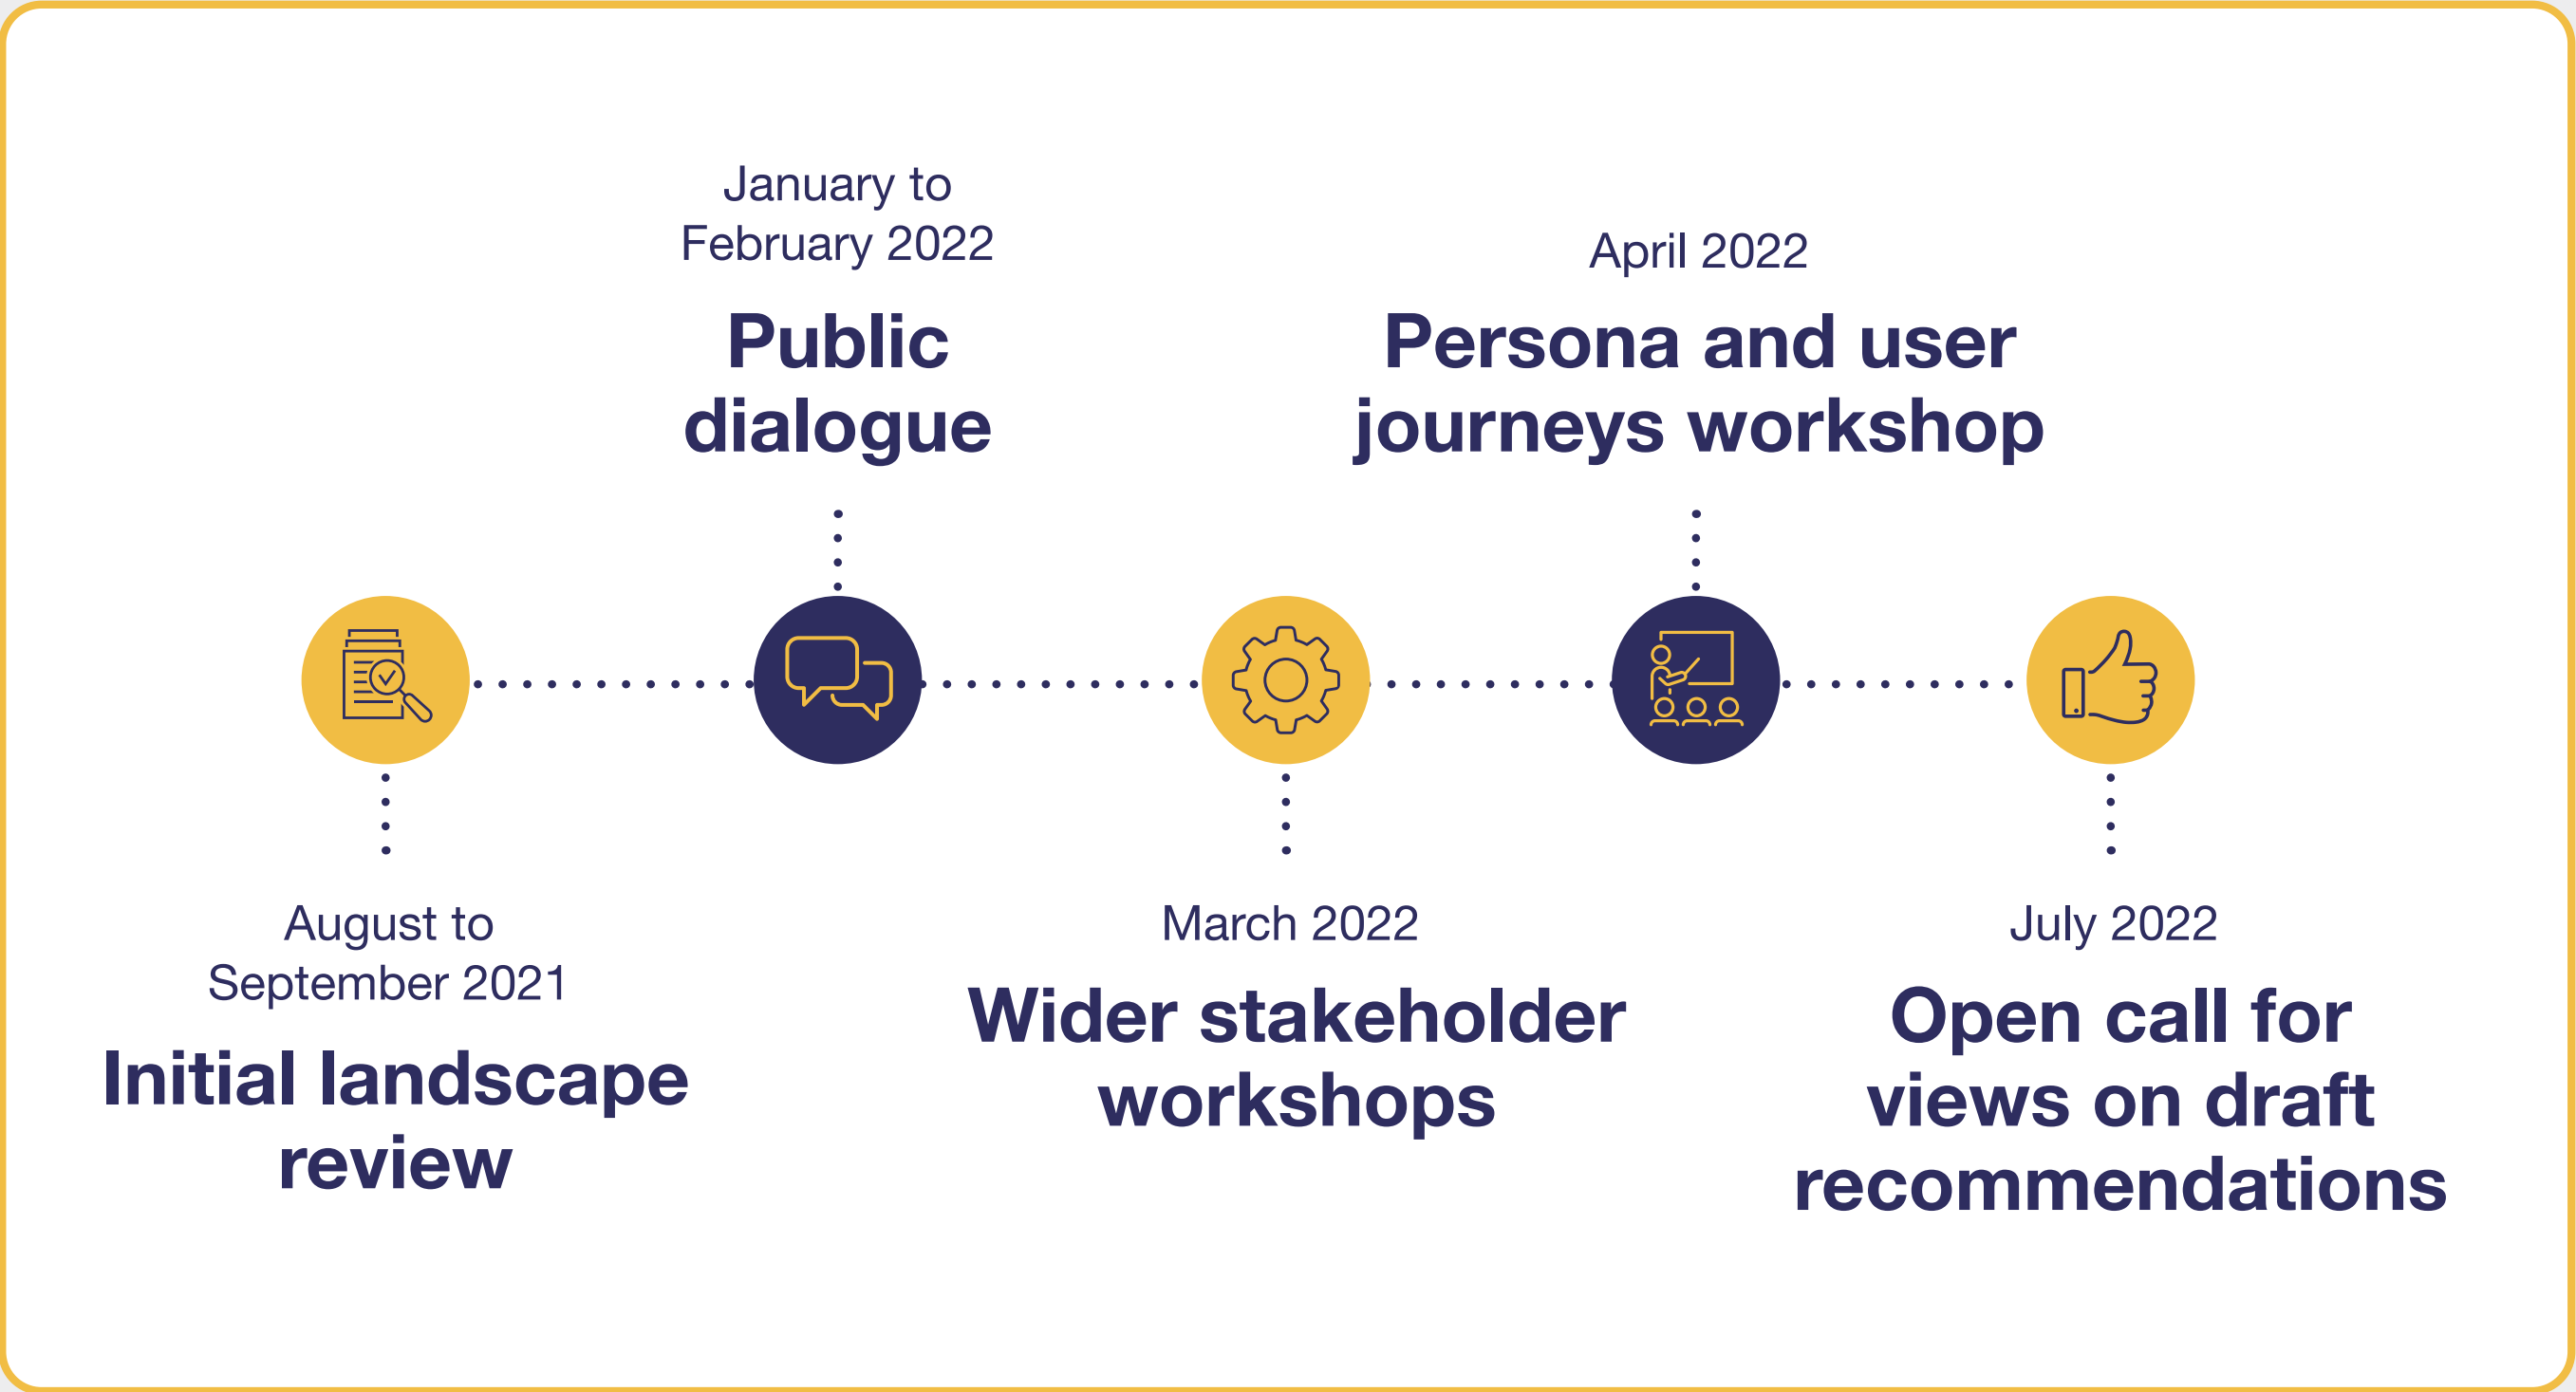 August to
September 2021
Initial landscape
review
January to
February 2022
Public
dialogue
March 2022
Wider stakeholder
workshops
April 2022
Persona and user
journeys workshop
July 2022
Open call for
views on draft
recommendations